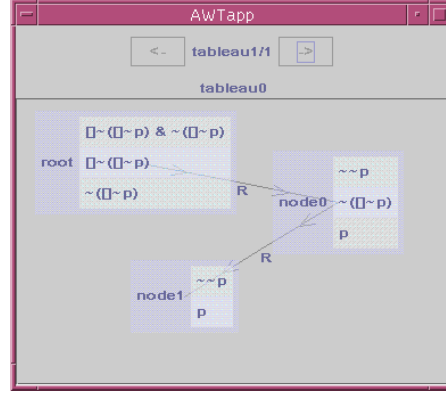 AWTapp
<- tableau1/1 ->
tableau0
[]~([]~p) & ~([]~p)
root []~([]~p)
~([]~p)
R
~~p
node0 ~([]~p)
p
R
~~p
node1
p